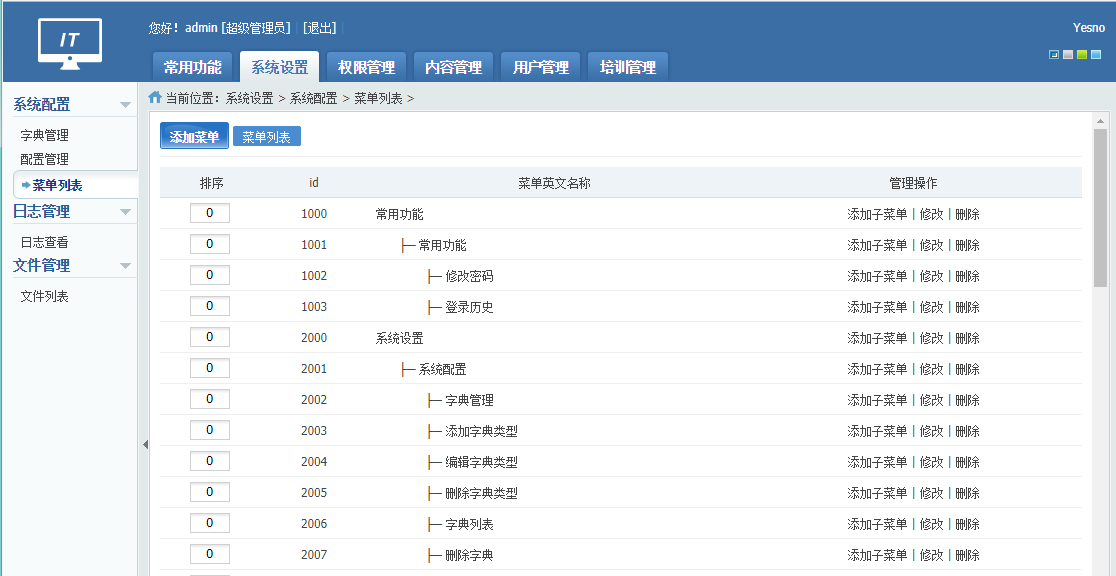 IT
您好！admin [超级管理员] | [退出] |
Yesno
常用功能 系统设置 权限管理 内容管理 用户管理 培训管理
系统配置
字典管理
配置管理
菜单列表
日志管理
日志查看
文件管理
文件列表
当前位置：系统设置 > 系统配置 > 菜单列表 >
添加菜单 菜单列表
排序 id 菜单英文名称 管理操作
0 1000 常用功能 添加子菜单 | 修改 | 删除
0 1001 ├─ 常用功能 添加子菜单 | 修改 | 删除
0 1002 ├─ 修改密码 添加子菜单 | 修改 | 删除
0 1003 ├─ 登录历史 添加子菜单 | 修改 | 删除
0 2000 系统设置 添加子菜单 | 修改 | 删除
0 2001 ├─ 系统配置 添加子菜单 | 修改 | 删除
0 2002 ├─ 字典管理 添加子菜单 | 修改 | 删除
0 2003 ├─ 添加字典类型 添加子菜单 | 修改 | 删除
0 2004 ├─ 编辑字典类型 添加子菜单 | 修改 | 删除
0 2005 ├─ 删除字典类型 添加子菜单 | 修改 | 删除
0 2006 ├─ 字典列表 添加子菜单 | 修改 | 删除
0 2007 ├─ 删除字典 添加子菜单 | 修改 | 删除